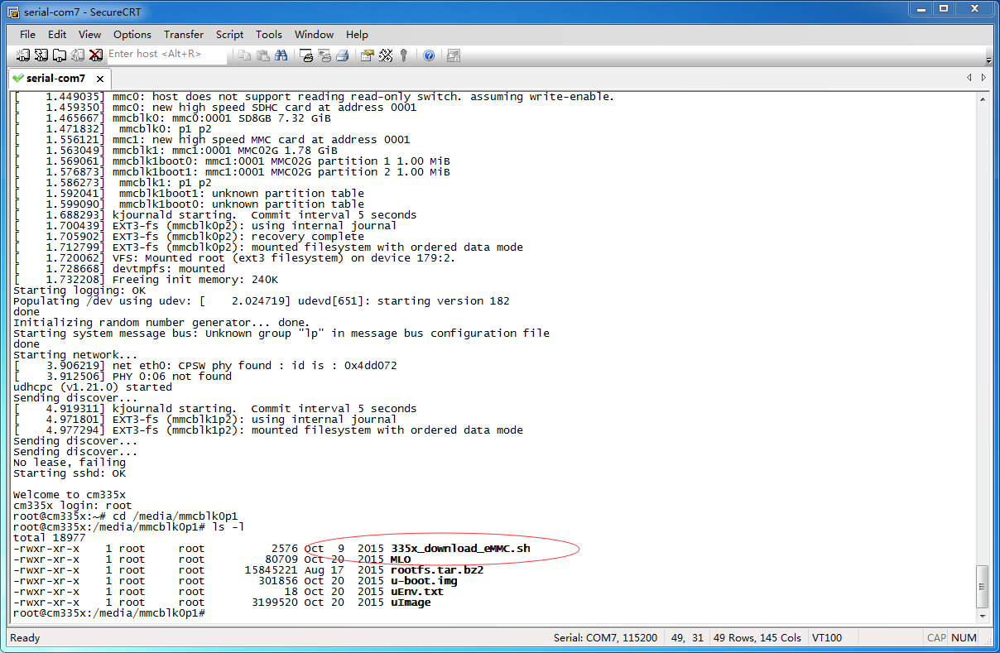 serial-com7 - SecureCRT
File Edit View Options Transfer Script Tools Window Help
Enter host <Alt+R>
serial-com7
[    1.449035] mmc0: host does not support reading read-only switch. assuming write-enable.
[    1.459350] mmc0: new high speed SDHC card at address 0001
[    1.465667] mmcblk0: mmc0:0001 SD8GB 7.32 GiB
[    1.471832]  mmcblk0: p1 p2
[    1.556121] mmc1: new high speed MMC card at address 0001
[    1.563049] mmcblk1: mmc1:0001 MMC02G 1.78 GiB
[    1.569061] mmcblk1boot0: mmc1:0001 MMC02G partition 1 1.00 MiB
[    1.576873] mmcblk1boot1: mmc1:0001 MMC02G partition 2 1.00 MiB
[    1.586273]  mmcblk1: p1 p2
[    1.592041]  mmcblk1boot1: unknown partition table
[    1.599090]  mmcblk1boot0: unknown partition table
[    1.688293] kjournald starting.  Commit interval 5 seconds
[    1.700439] EXT3-fs (mmcblk0p2): using internal journal
[    1.705902] EXT3-fs (mmcblk0p2): recovery complete
[    1.712799] EXT3-fs (mmcblk0p2): mounted filesystem with ordered data mode
[    1.720062] VFS: Mounted root (ext3 filesystem) on device 179:2.
[    1.728668] devtmpfs: mounted
[    1.732208] Freeing init memory: 240K
Starting logging: OK
Populating /dev using udev: [    2.024719] udevd[651]: starting version 182
done
Initializing random number generator... done.
Starting system message bus: Unknown group "lp" in message bus configuration file
done
Starting network...
[    3.906219] net eth0: CPSW phy found : id is : 0x4dd072
[    3.912506] PHY 0:06 not found
udhcpc (v1.21.0) started
Sending discover...
[    4.919311] kjournald starting.  Commit interval 5 seconds
[    4.971801] EXT3-fs (mmcblk1p2): using internal journal
[    4.977294] EXT3-fs (mmcblk1p2): mounted filesystem with ordered data mode
Sending discover...
Sending discover...
No lease, failing
Starting sshd: OK
Welcome to cm335x
cm335x login: root
root@cm335x:~# cd /media/mmcblk0p1
root@cm335x:/media/mmcblk0p1# ls -l
total 18977
-rwxr-xr-x    1 root     root          2576 Oct  9  2015 335x_download_eMMC.sh
-rwxr-xr-x    1 root     root         80709 Oct 20  2015 MLO
-rwxr-xr-x    1 root     root      15845221 Aug 17  2015 rootfs.tar.bz2
-rwxr-xr-x    1 root     root        301856 Oct 20  2015 u-boot.img
-rwxr-xr-x    1 root     root            18 Oct 20  2015 uEnv.txt
-rwxr-xr-x    1 root     root       3199520 Oct 20  2015 uImage
root@cm335x:/media/mmcblk0p1#
Ready Serial: COM7, 115200 49, 31 49 Rows, 145 Cols VT100 CAP NUM